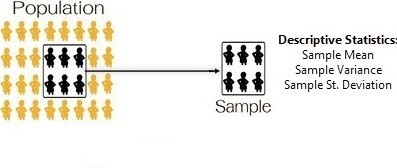 Population
Descriptive Statistics:
Sample Mean
Sample Variance
Sample St. Deviation
Sample